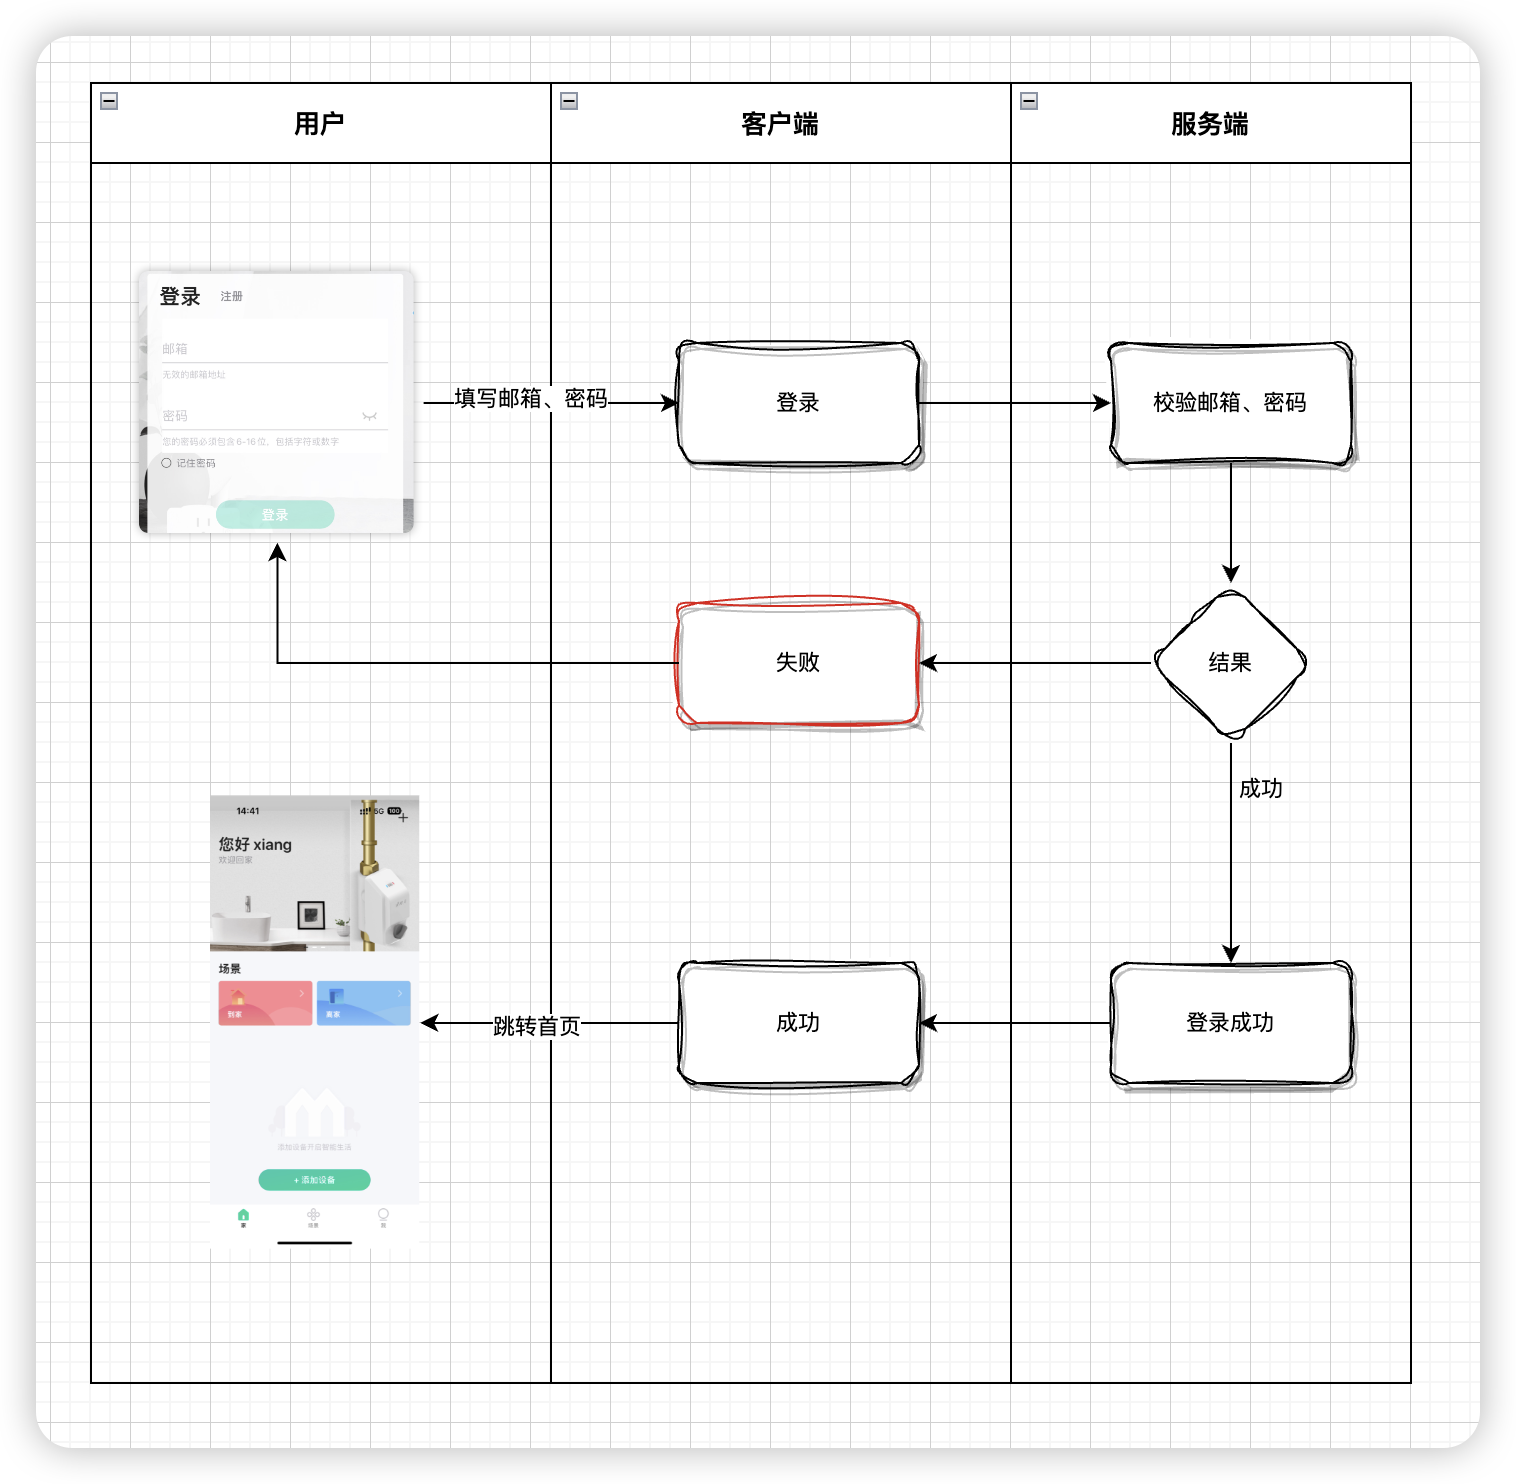 用户
客户端
服务端
登录 注册
邮箱
无效的邮箱地址
密码
您的密码必须包含6-16位，包括字符或数字
记住密码
登录
填写邮箱、密码
登录
校验邮箱、密码
失败
结果
成功
14:41
5G 100
您好 xiang
欢迎回家
场景
到家
离家
添加设备开启智能生活
+ 添加设备
家
跳转首页
成功
登录成功